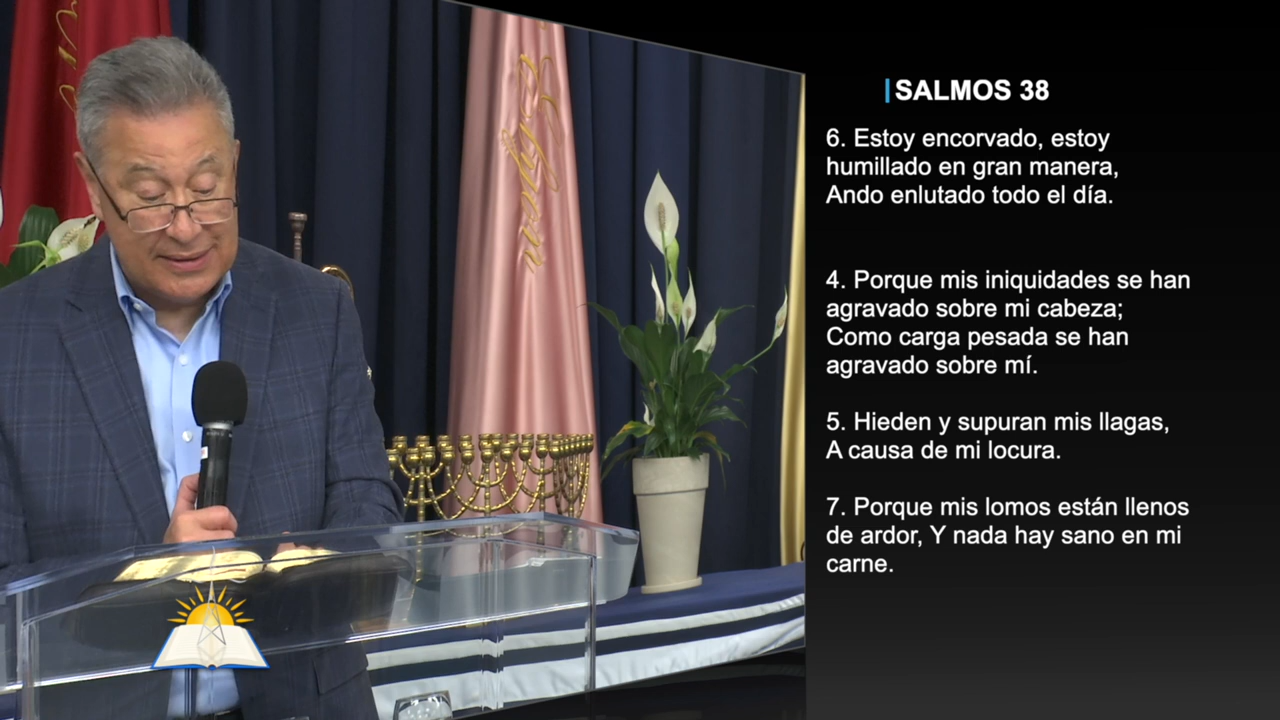 SALMOS 38
6. Estoy encorvado, estoy
humillado en gran manera,
Ando enlutado todo el día.
4. Porque mis iniquidades se han
agravado sobre mi cabeza;
Como carga pesada se han
agravado sobre mí.
5. Hieden y supuran mis llagas,
A causa de mi locura.
7. Porque mis lomos están llenos
de ardor, Y nada hay sano en mi
carne.